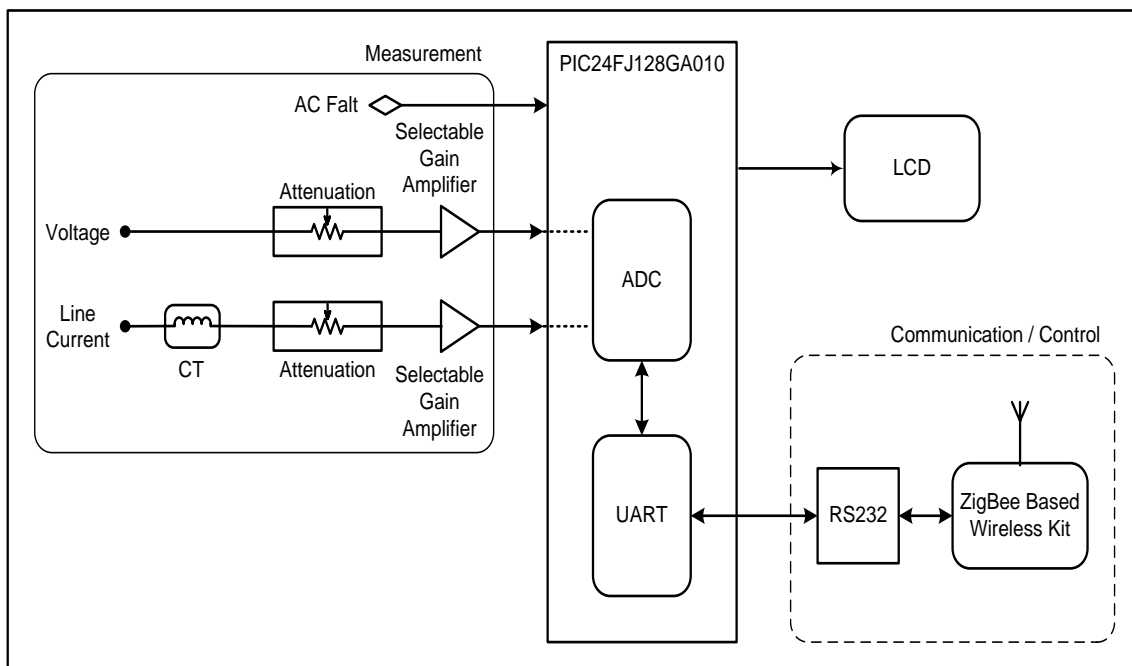 Measurement
PIC24FJ128GA010
AC Falt
Selectable
Gain
Amplifier
LCD
Attenuation
Voltage
ADC
Line
Current
CT
Attenuation
Selectable
Gain
Amplifier
Communication / Control
UART
RS232
ZigBee Based
Wireless Kit